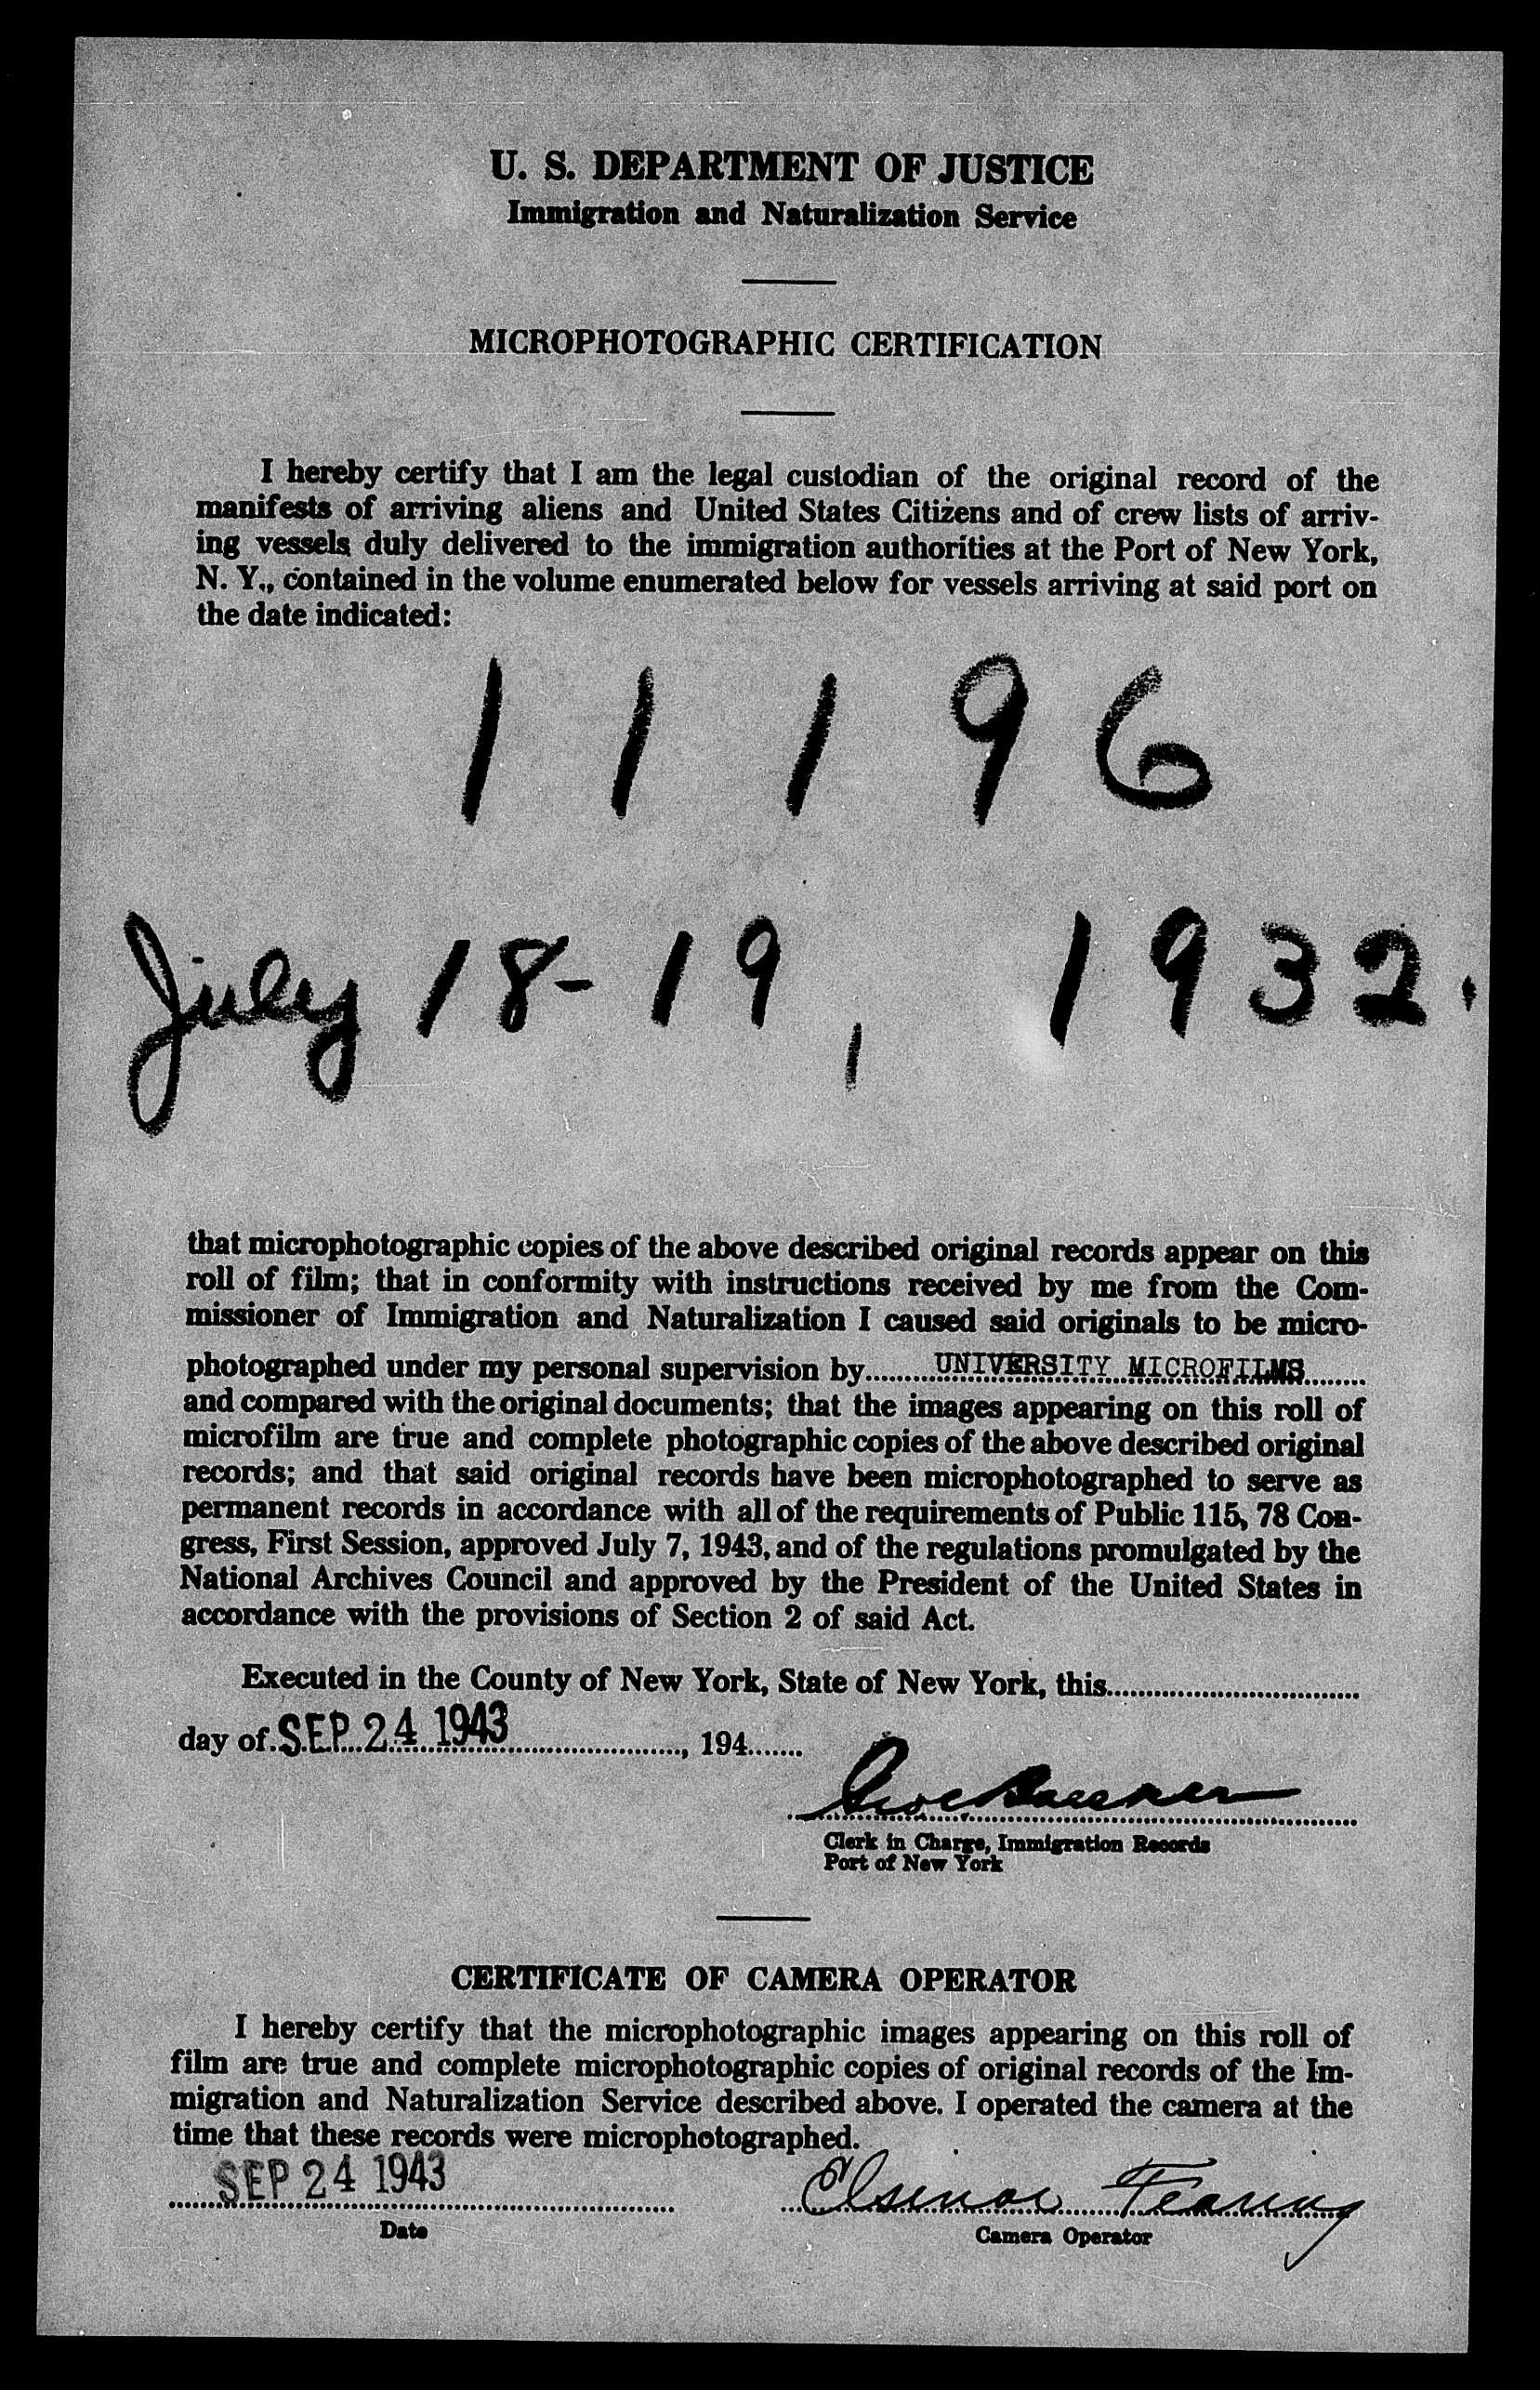 U. S. DEPARTMENT OF JUSTICE
Immigration and Naturalization Service
MICROPHOTOGRAPHIC CERTIFICATION
I hereby certify that I am the legal custodian of the original record of the
manifests of arriving aliens and United States Citizens and of crew lists of arriv-
ing vessels duly delivered to the immigration authorities at the Port of New York,
N. Y., contained in the volume enumerated below for vessels arriving at said port on
the date indicated:
11196
July 18-19, 1932.
that microphotographic copies of the above described original records appear on this
roll of film; that in conformity with instructions received by me from the Com-
missioner of Immigration and Naturalization I caused said originals to be micro-
photographed under my personal supervision by UNIVERSITY MICROFILMS
and compared with the original documents; that the images appearing on this roll of
microfilm are true and complete photographic copies of the above described original
records; and that said original records have been microphotographed to serve as
permanent records in accordance with all of the requirements of Public 115, 78 Con-
gress, First Session, approved July 7, 1943, and of the regulations promulgated by the
National Archives Council and approved by the President of the United States in
accordance with the provisions of Section 2 of said Act.
Executed in the County of New York, State of New York, this
day of SEP 24 1943, 194
Clerk in Charge, Immigration Records
Port of New York
CERTIFICATE OF CAMERA OPERATOR
I hereby certify that the microphotographic images appearing on this roll of
film are true and complete microphotographic copies of original records of the Im-
migration and Naturalization Service described above. I operated the camera at the
time that these records were microphotographed.
SEP 24 1943
Date
Camera Operator